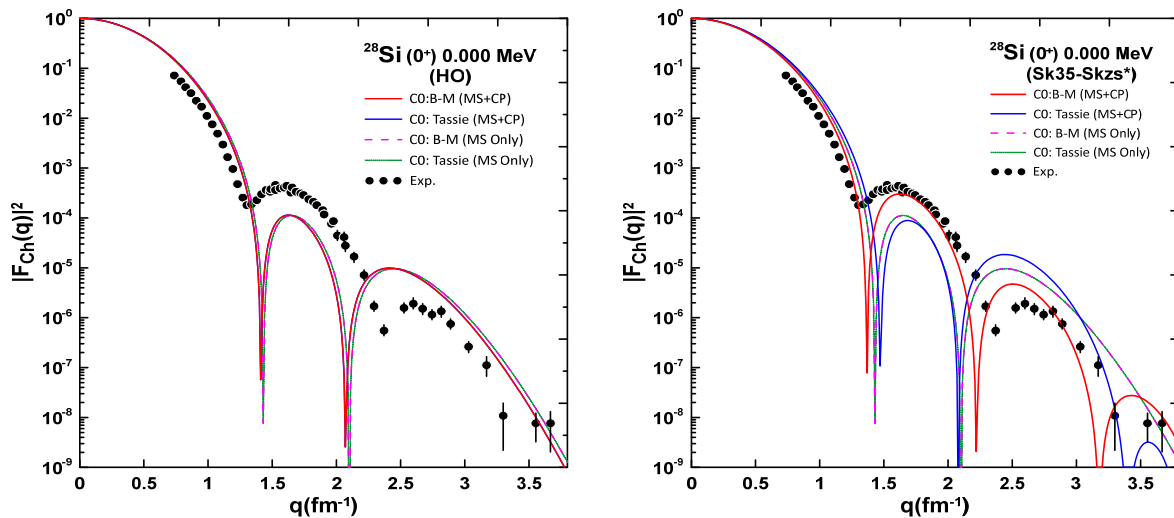 ²⁸Si (0⁺) 0.000 MeV
(HO)
C0:B-M (MS+CP)
C0: Tassie (MS+CP)
C0: B-M (MS Only)
C0: Tassie (MS Only)
Exp.
|F_Ch(q)|²
10⁰
10⁻¹
10⁻²
10⁻³
10⁻⁴
10⁻⁵
10⁻⁶
10⁻⁷
10⁻⁸
10⁻⁹
0 0.5 1 1.5 2 2.5 3 3.5
q(fm⁻¹)
²⁸Si (0⁺) 0.000 MeV
(Sk35-Skzs*)
C0:B-M (MS+CP)
C0: Tassie (MS+CP)
C0: B-M (MS Only)
C0: Tassie (MS Only)
Exp.
|F_Ch(q)|²
10⁰
10⁻¹
10⁻²
10⁻³
10⁻⁴
10⁻⁵
10⁻⁶
10⁻⁷
10⁻⁸
10⁻⁹
0 0.5 1 1.5 2 2.5 3 3.5
q(fm⁻¹)